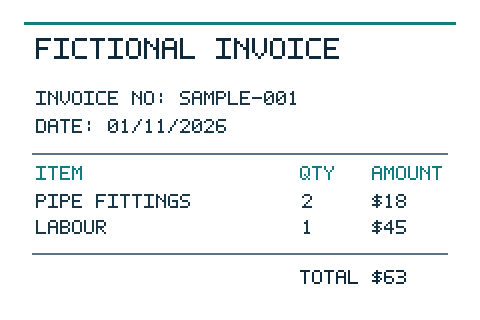 FICTIONAL INVOICE
INVOICE NO: SAMPLE-001
DATE: 01/11/2026
ITEM QTY AMOUNT
PIPE FITTINGS 2 $18
LABOUR 1 $45
TOTAL $63